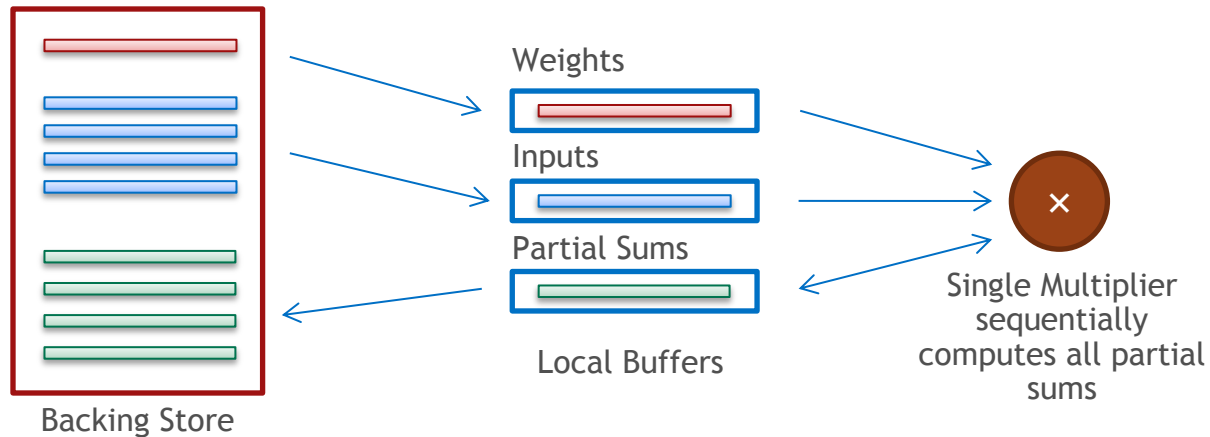 Weights
Inputs
Partial Sums
Local Buffers
Backing Store
×
Single Multiplier
sequentially
computes all partial
sums